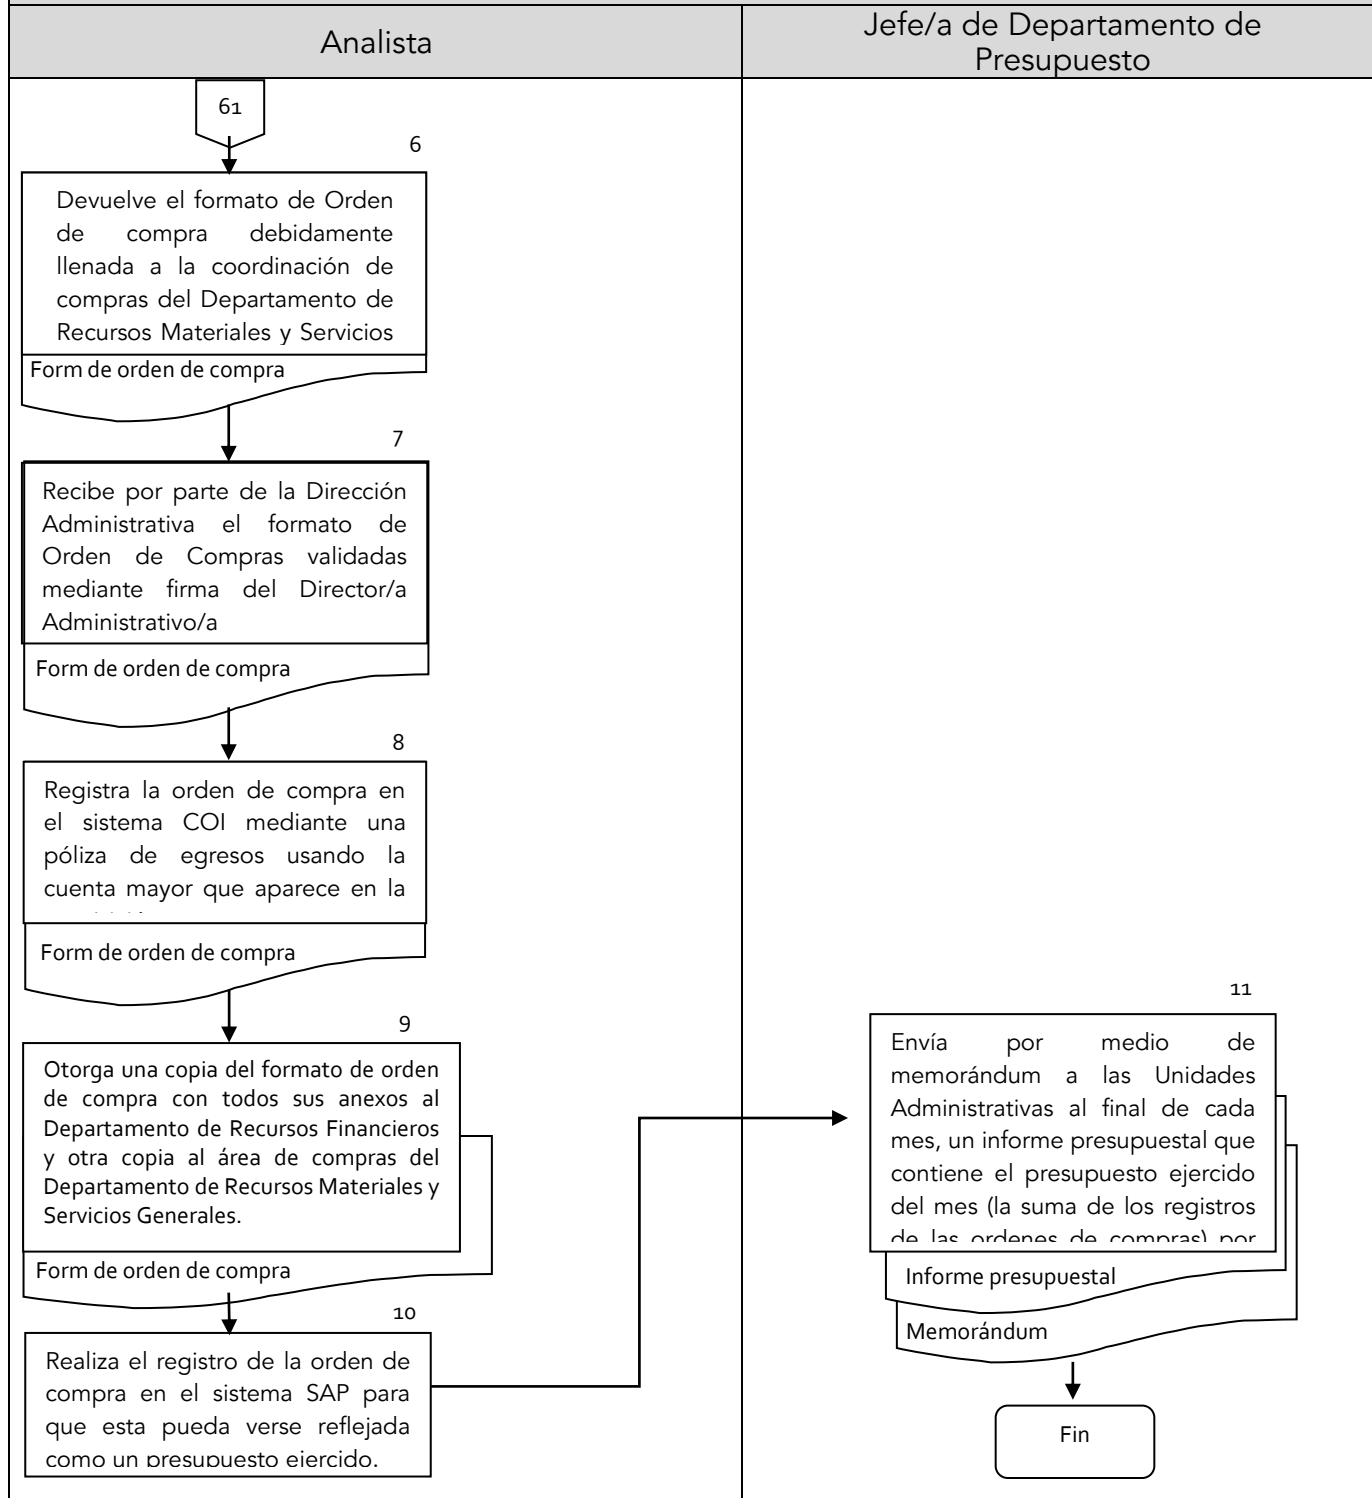 Analista
Jefe/a de Departamento de
Presupuesto
61
6
Devuelve el formato de Orden
de compra debidamente
llenada a la coordinación de
compras del Departamento de
Recursos Materiales y Servicios
Form de orden de compra
7
Recibe por parte de la Dirección
Administrativa el formato de
Orden de Compras validadas
mediante firma del Director/a
Administrativo/a
Form de orden de compra
8
Registra la orden de compra en
el sistema COI mediante una
póliza de egresos usando la
cuenta mayor que aparece en la
Form de orden de compra
9
Otorga una copia del formato de orden
de compra con todos sus anexos al
Departamento de Recursos Financieros
y otra copia al área de compras del
Departamento de Recursos Materiales y
Servicios Generales.
Form de orden de compra
10
Realiza el registro de la orden de
compra en el sistema SAP para
que esta pueda verse reflejada
como un presupuesto ejercido.
11
Envía por medio de
memorándum a las Unidades
Administrativas al final de cada
mes, un informe presupuestal que
contiene el presupuesto ejercido
del mes (la suma de los registros
de las ordenes de compras) por
Informe presupuestal
Memorándum
Fin